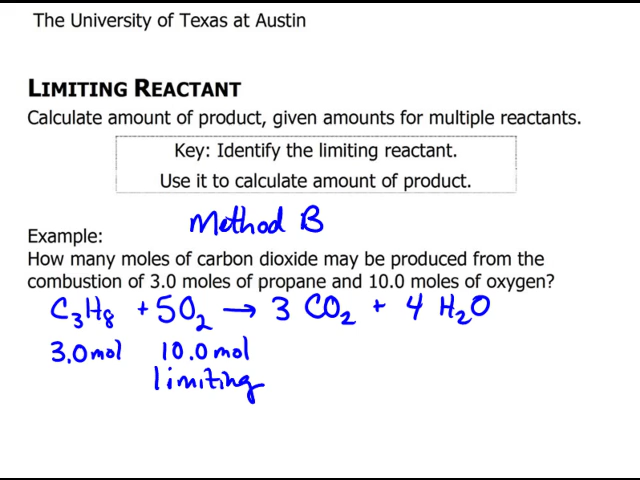 The University of Texas at Austin
LIMITING REACTANT
Calculate amount of product, given amounts for multiple reactants.
Key: Identify the limiting reactant.
Use it to calculate amount of product.
Method B
Example:
How many moles of carbon dioxide may be produced from the
combustion of 3.0 moles of propane and 10.0 moles of oxygen?
C₃H₈ + 5O₂ → 3 CO₂ + 4 H₂O
3.0 mol 10.0 mol
limiting